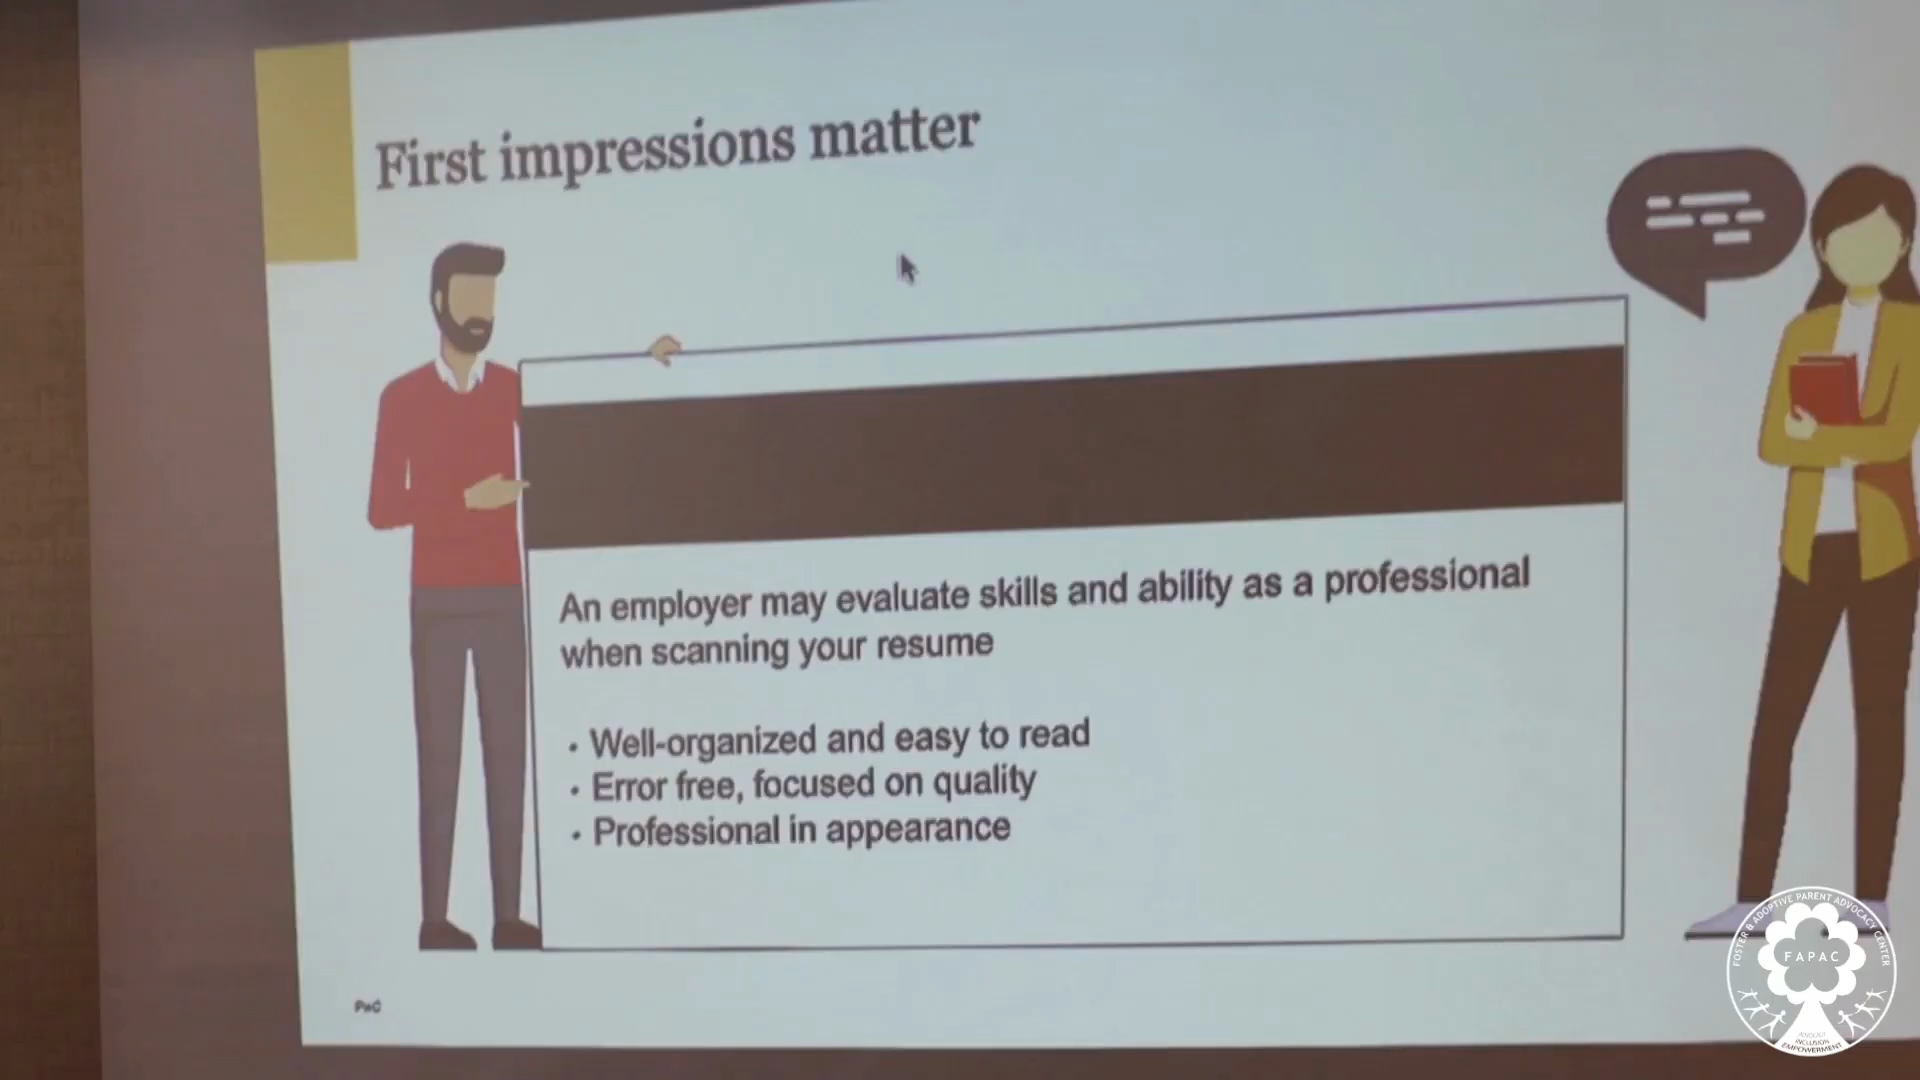 First impressions matter
An employer may evaluate skills and ability as a professional
when scanning your resume
• Well-organized and easy to read
• Error free, focused on quality
• Professional in appearance
PwC
FOSTER & ADOPTIVE PARENT ADVOCACY CENTER
FAPAC
ADVOCACY
INCLUSION
EMPOWERMENT